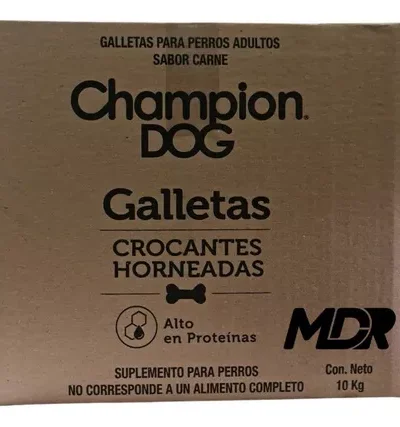 GALLETAS PARA PERROS ADULTOS
SABOR CARNE
Champion®
DOG
Galletas
CROCANTES
HORNEADAS
Alto
en Proteínas
MDR
SUPLEMENTO PARA PERROS
NO CORRESPONDE A UN ALIMENTO COMPLETO
Con. Neto
10 Kg